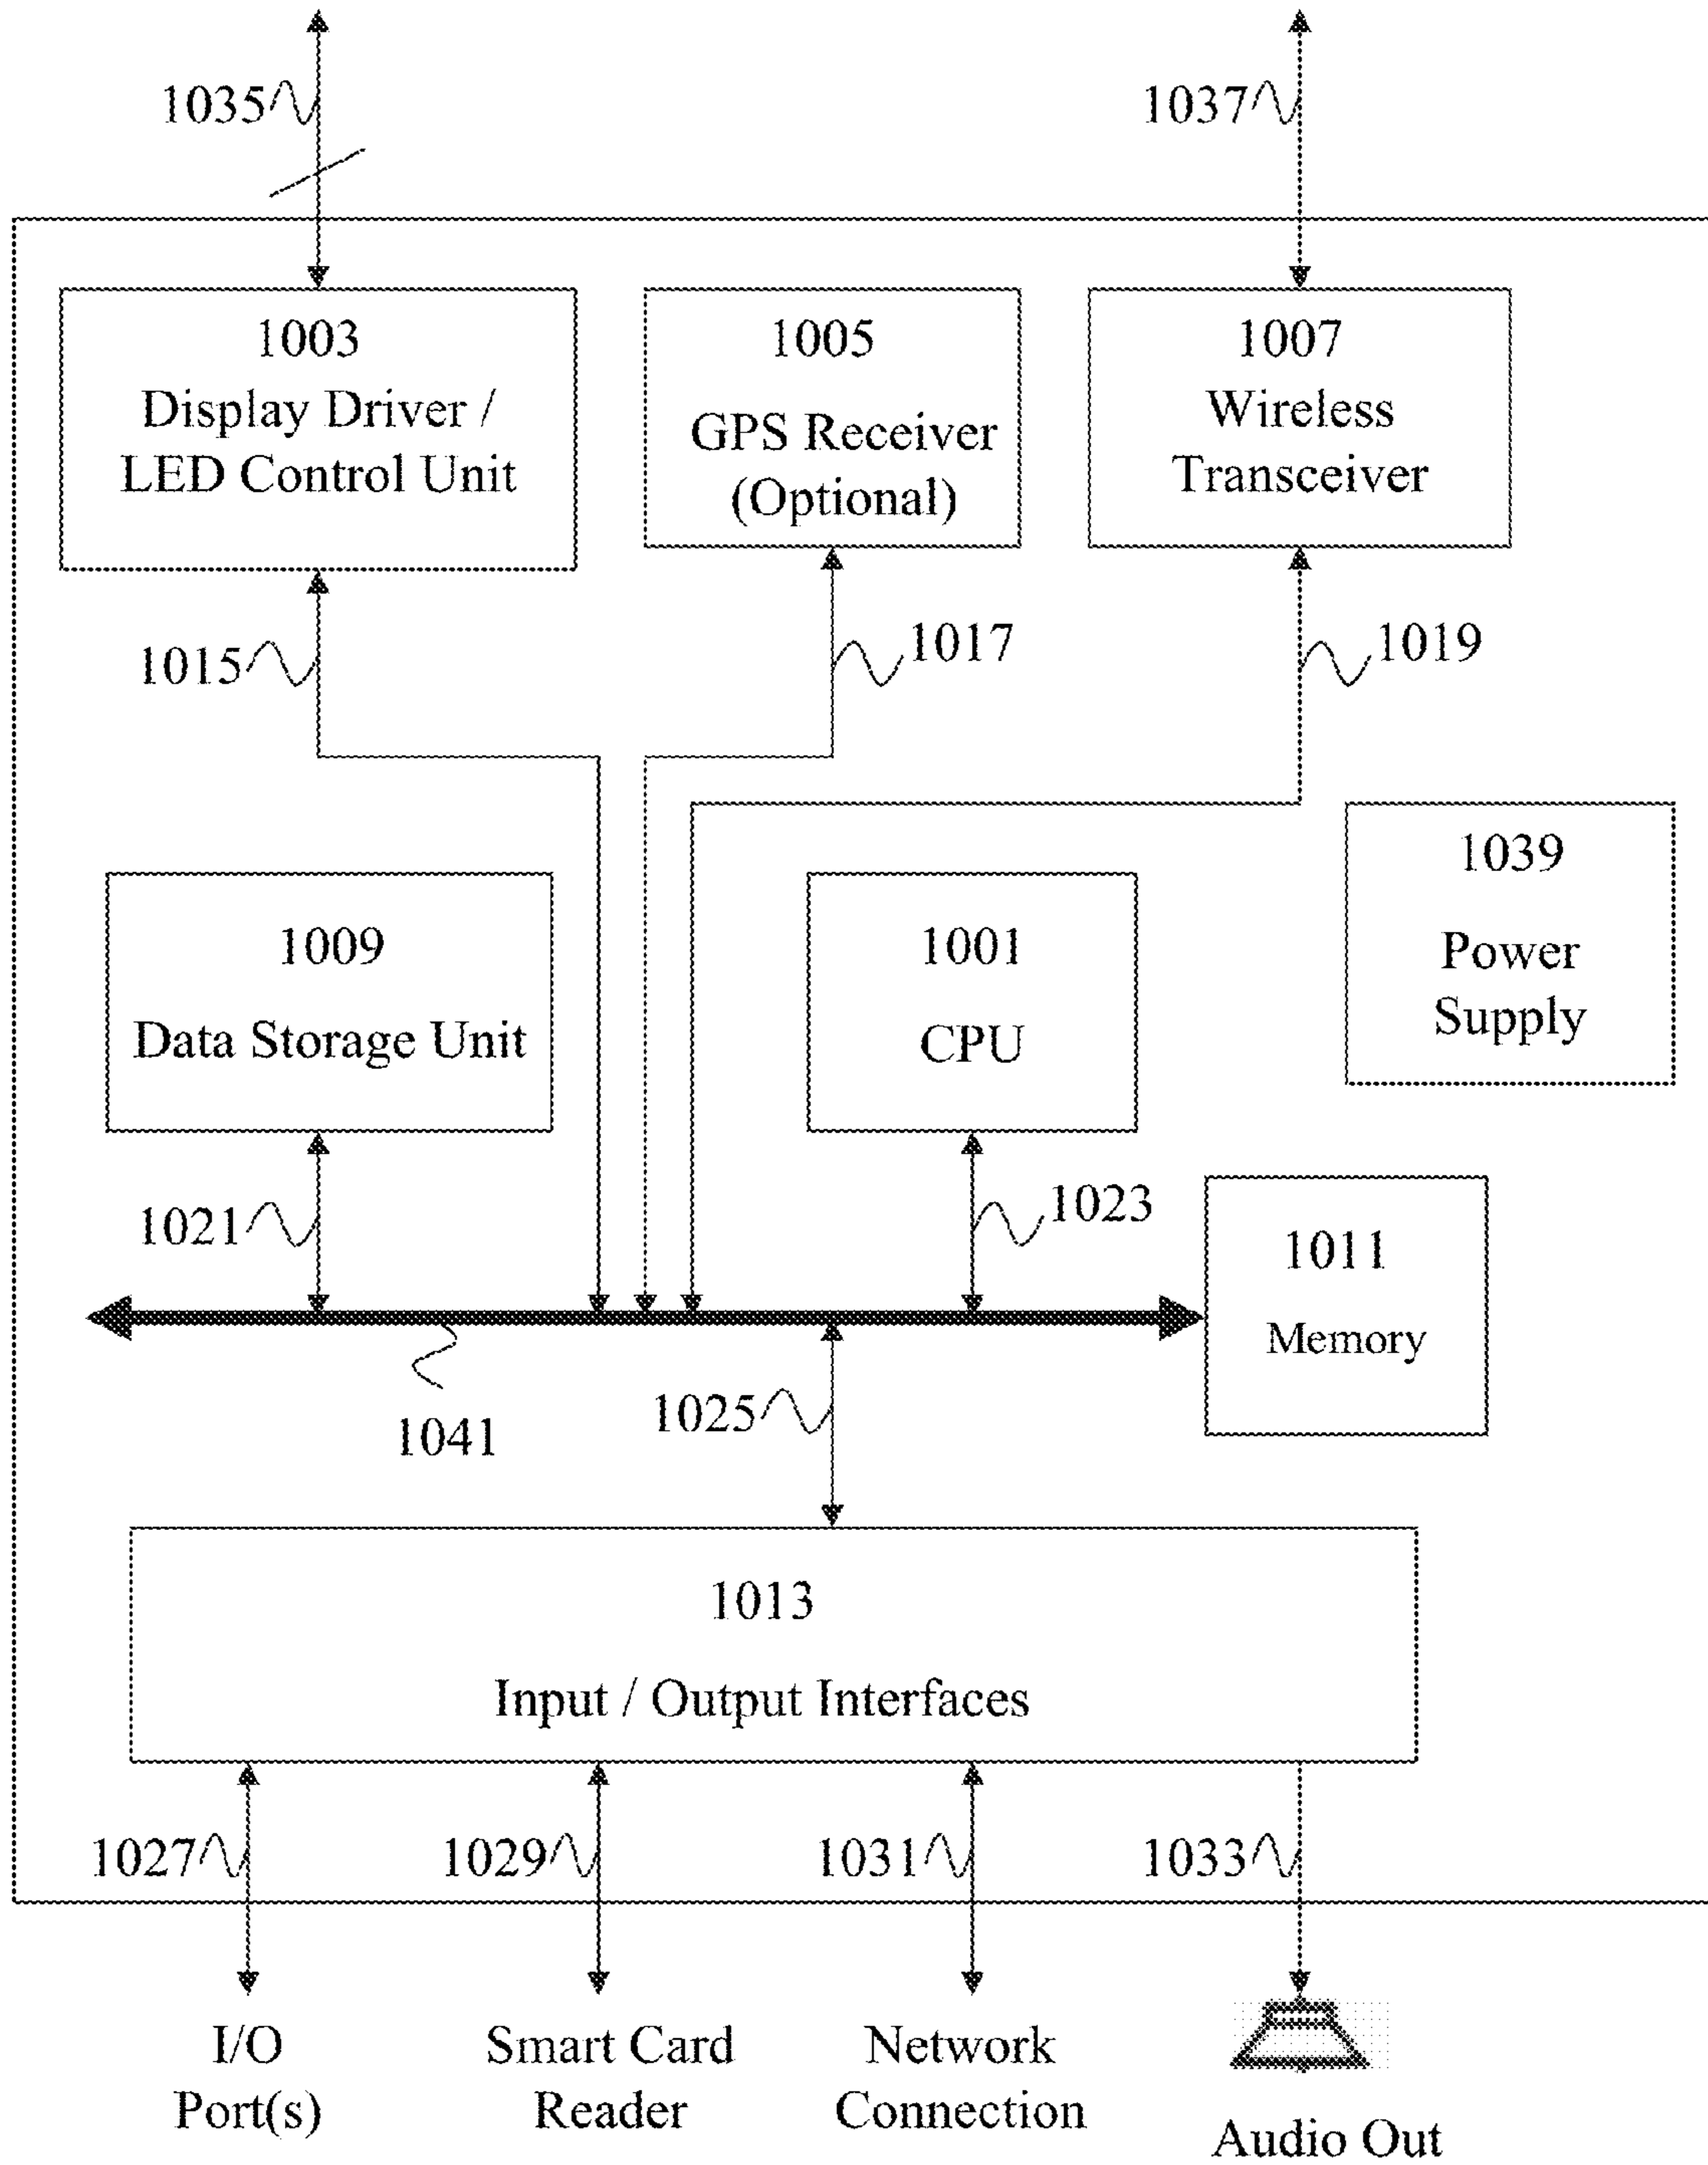 1035
1037
1003
Display Driver /
LED Control Unit
1005
GPS Receiver
(Optional)
1007
Wireless
Transceiver
1015
1017
1019
1039
Power
Supply
1009
Data Storage Unit
1001
CPU
1021
1023
1011
Memory
1041
1025
1013
Input / Output Interfaces
1027
1029
1031
1033
I/O
Port(s)
Smart Card
Reader
Network
Connection
Audio Out